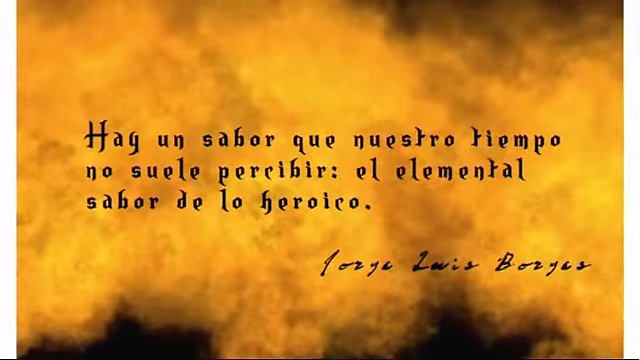 Hay un sabor que nuestro tiempo
no suele percibir: el elemental
sabor de lo heroico.
Jorge Luis Borges